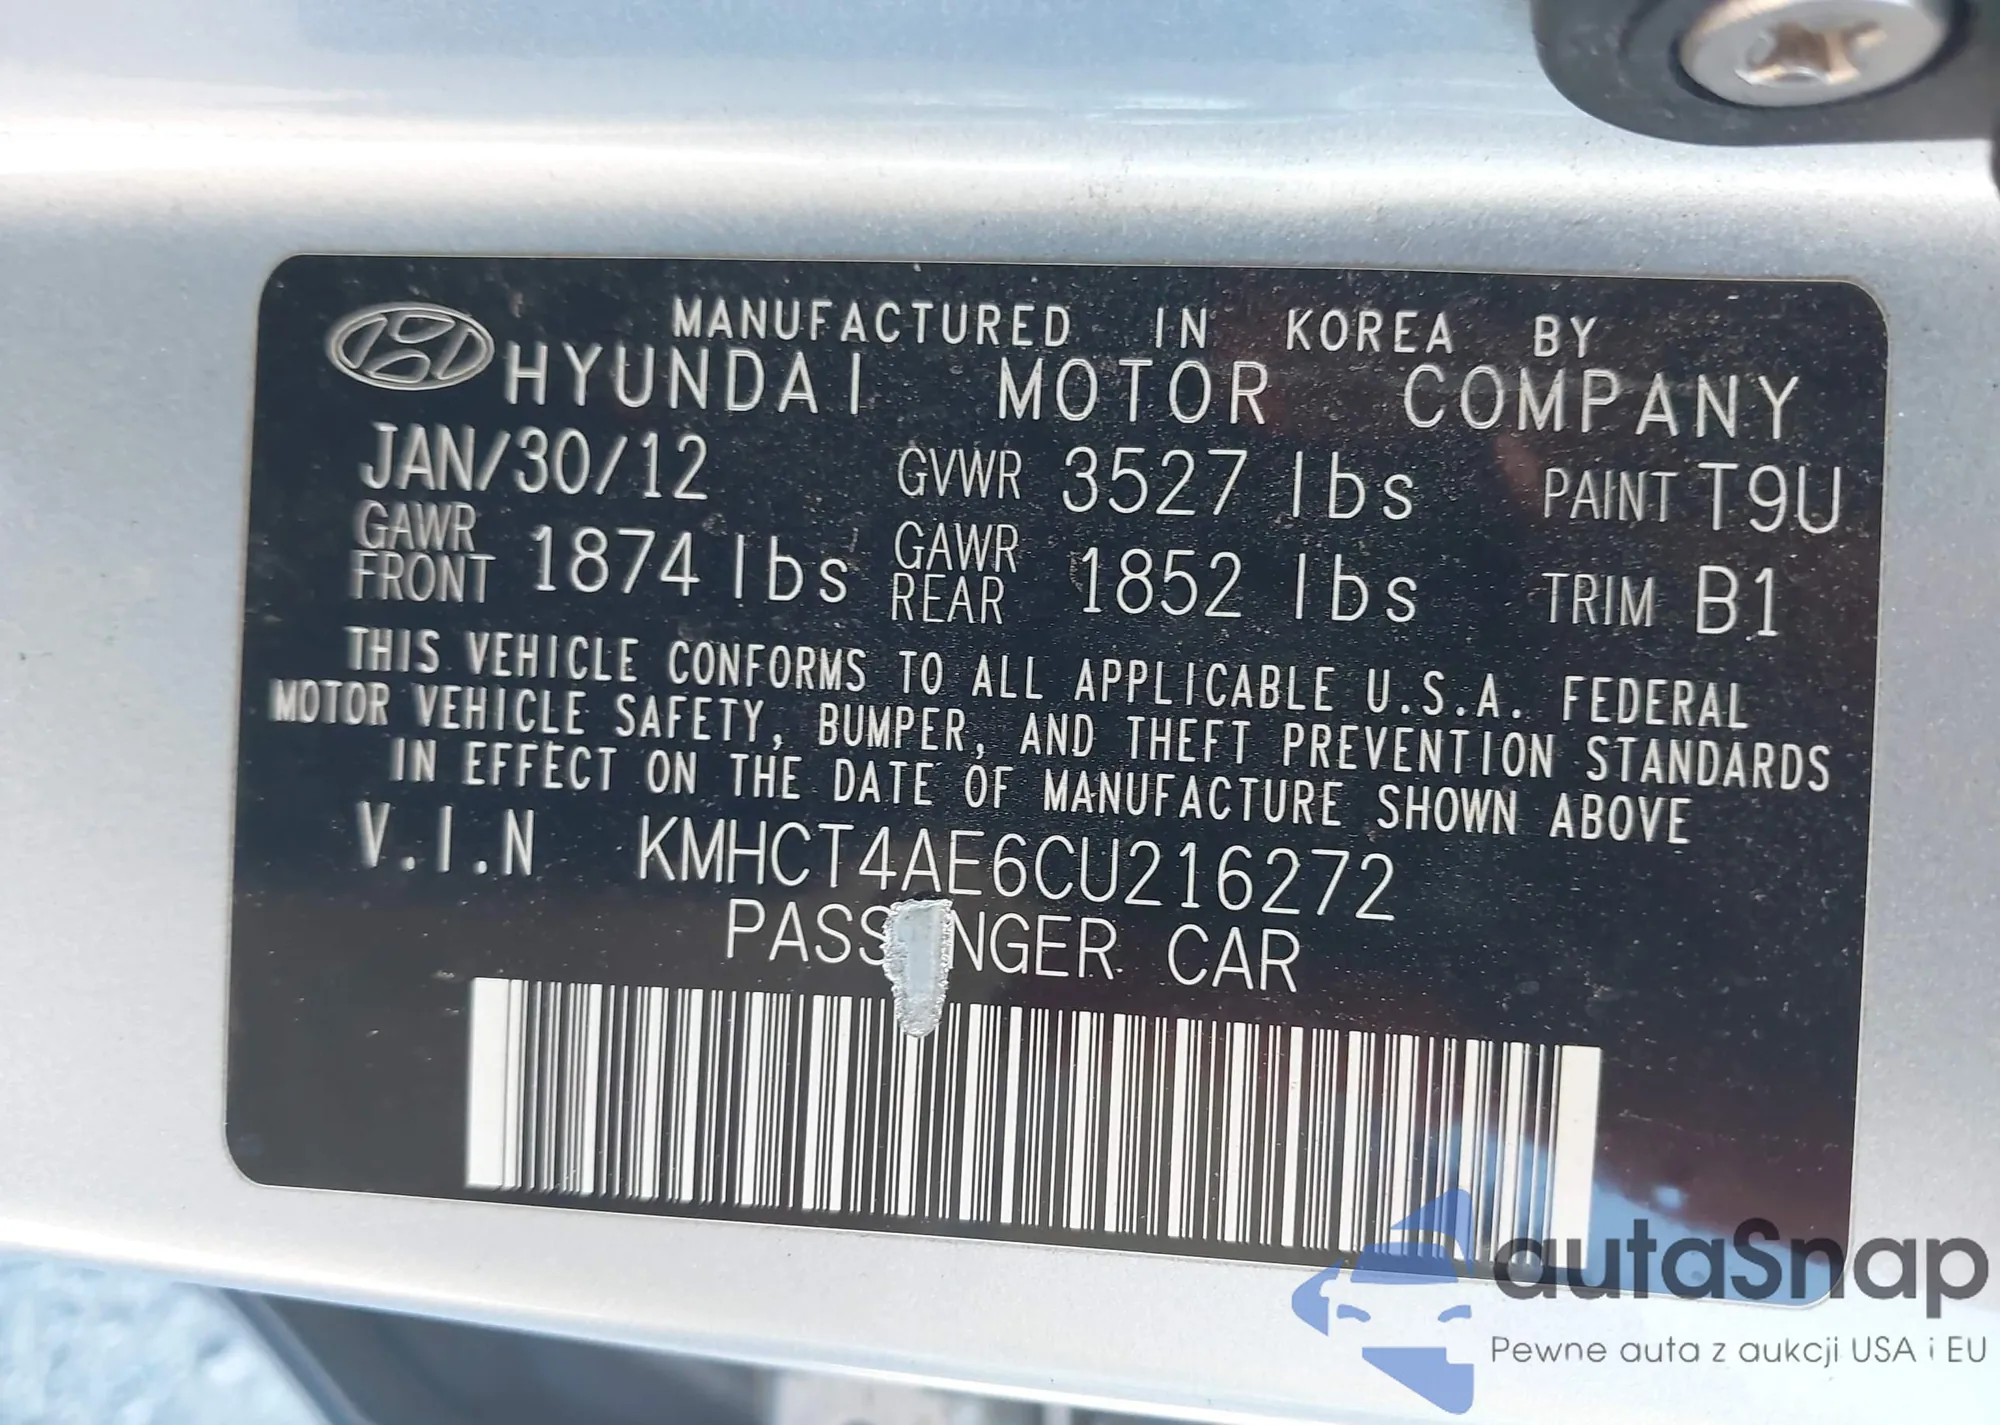 MANUFACTURED IN KOREA BY
HYUNDAI MOTOR COMPANY
JAN/30/12 GVWR 3527 lbs PAINT T9U
GAWR FRONT 1874 lbs GAWR REAR 1852 lbs TRIM B1
THIS VEHICLE CONFORMS TO ALL APPLICABLE U.S.A. FEDERAL
MOTOR VEHICLE SAFETY, BUMPER, AND THEFT PREVENTION STANDARDS
IN EFFECT ON THE DATE OF MANUFACTURE SHOWN ABOVE
V.I.N KMHCT4AE6CU216272
CAR
autaSnap
Pewne auta z aukcji USA i EU